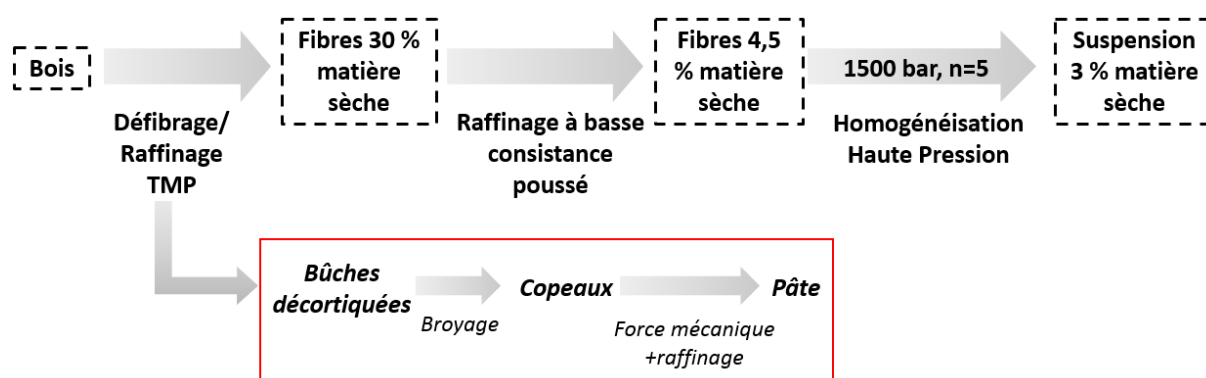 Bois
Défibrage/
Raffinage
TMP
Fibres 30 %
matière
sèche
Raffinage à basse
consistance
poussé
Fibres 4,5
% matière
sèche
1500 bar, n=5
Homogénéisation
Haute Pression
Suspension
3 % matière
sèche
Bûches
décortiquées
Broyage
Copeaux
Force mécanique
+raffinage
Pâte